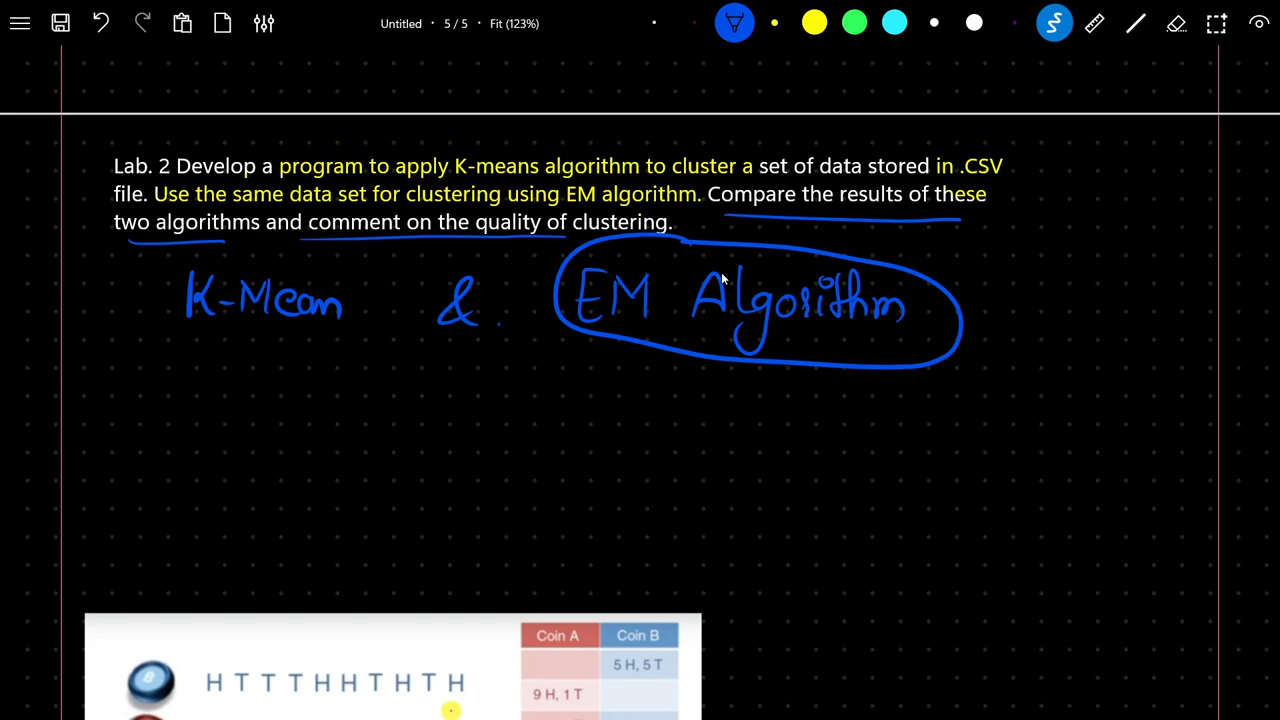 Untitled • 5 / 5 • Fit (123%)
Lab. 2 Develop a program to apply K-means algorithm to cluster a set of data stored in .CSV
file. Use the same data set for clustering using EM algorithm. Compare the results of these
two algorithms and comment on the quality of clustering.
K-Mean & . EM Algorithm
Coin A Coin B
5 H, 5 T
B H T T T H H T H T H
9 H, 1 T